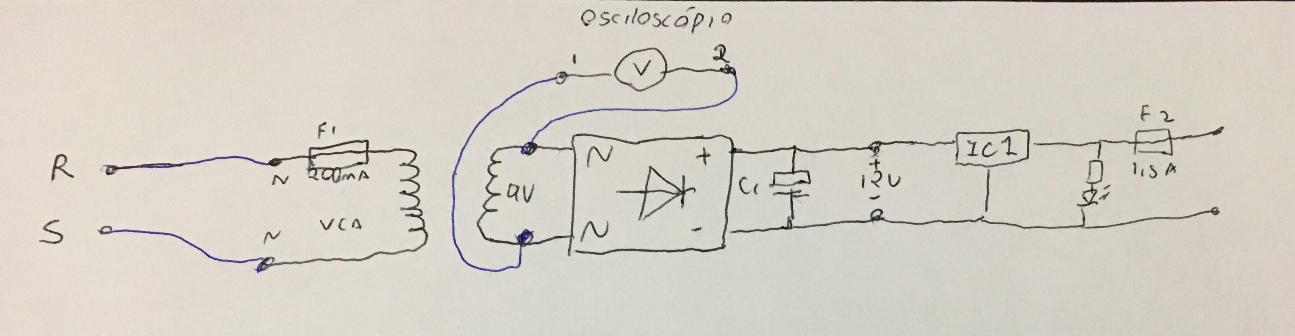 osciloscópio
1 V 2
F1
R
N 200mA
S
N VCA
9V
N + N -
C1
+ 12V -
IC1
F2
1,5A